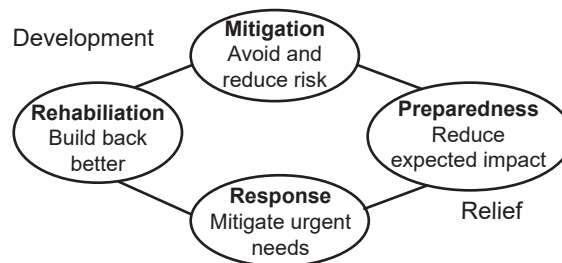 Development
Mitigation
Avoid and
reduce risk
Rehabiliation
Build back
better
Preparedness
Reduce
expected impact
Response
Mitigate urgent
needs
Relief